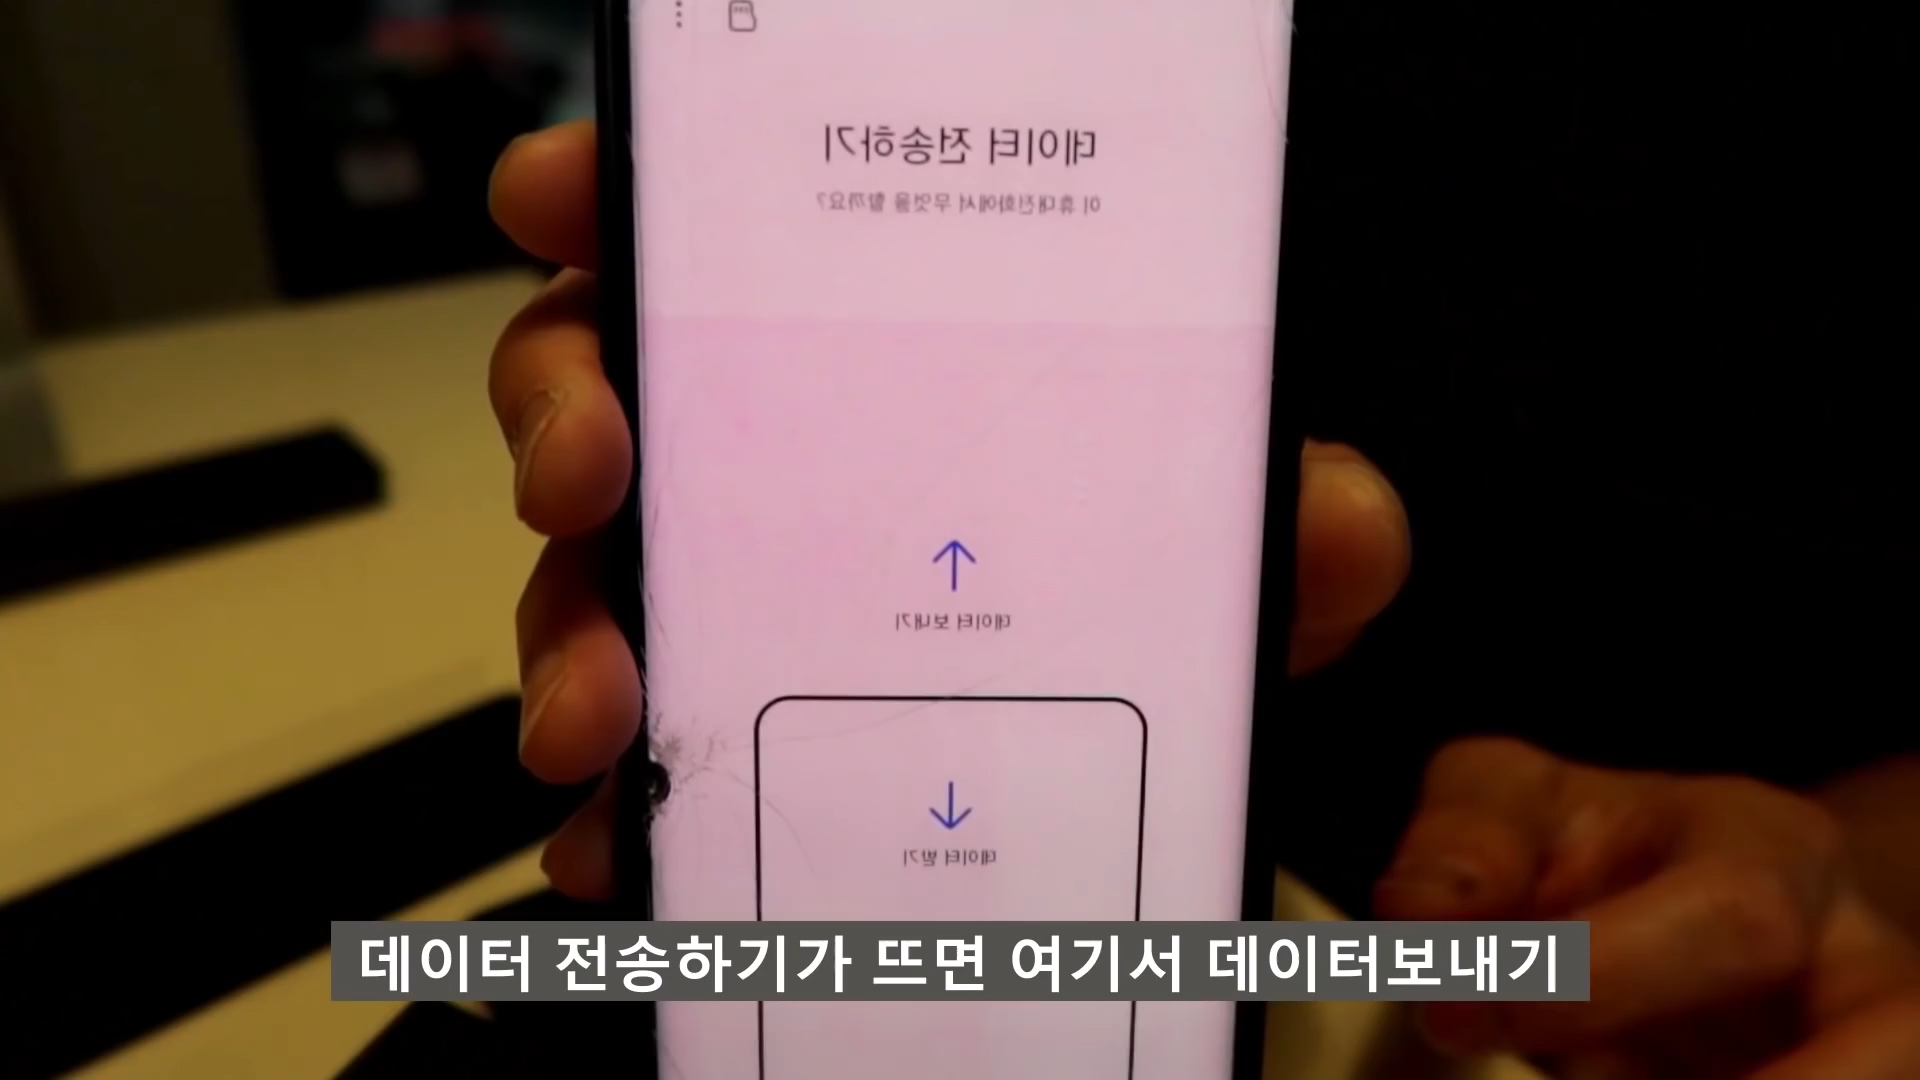 데이터 전송하기
이 휴대전화에서 무엇을 할까요?
데이터 보내기
데이터 받기
데이터 전송하기가 뜨면 여기서 데이터보내기